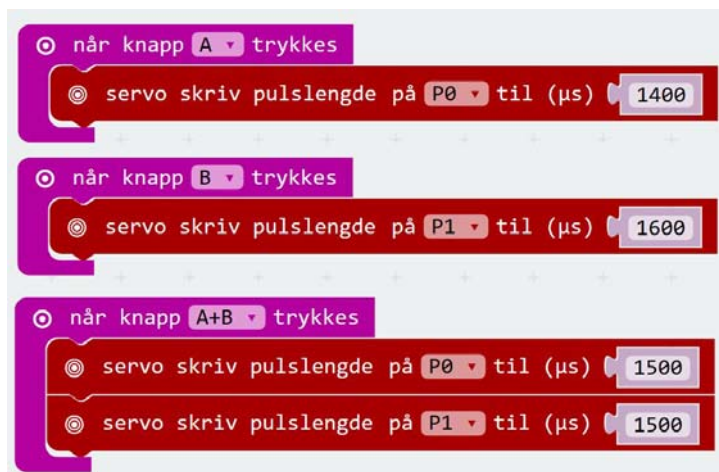 når knapp A trykkes
servo skriv pulslengde på P0 til (µs) 1400
når knapp B trykkes
servo skriv pulslengde på P1 til (µs) 1600
når knapp A+B trykkes
servo skriv pulslengde på P0 til (µs) 1500
servo skriv pulslengde på P1 til (µs) 1500